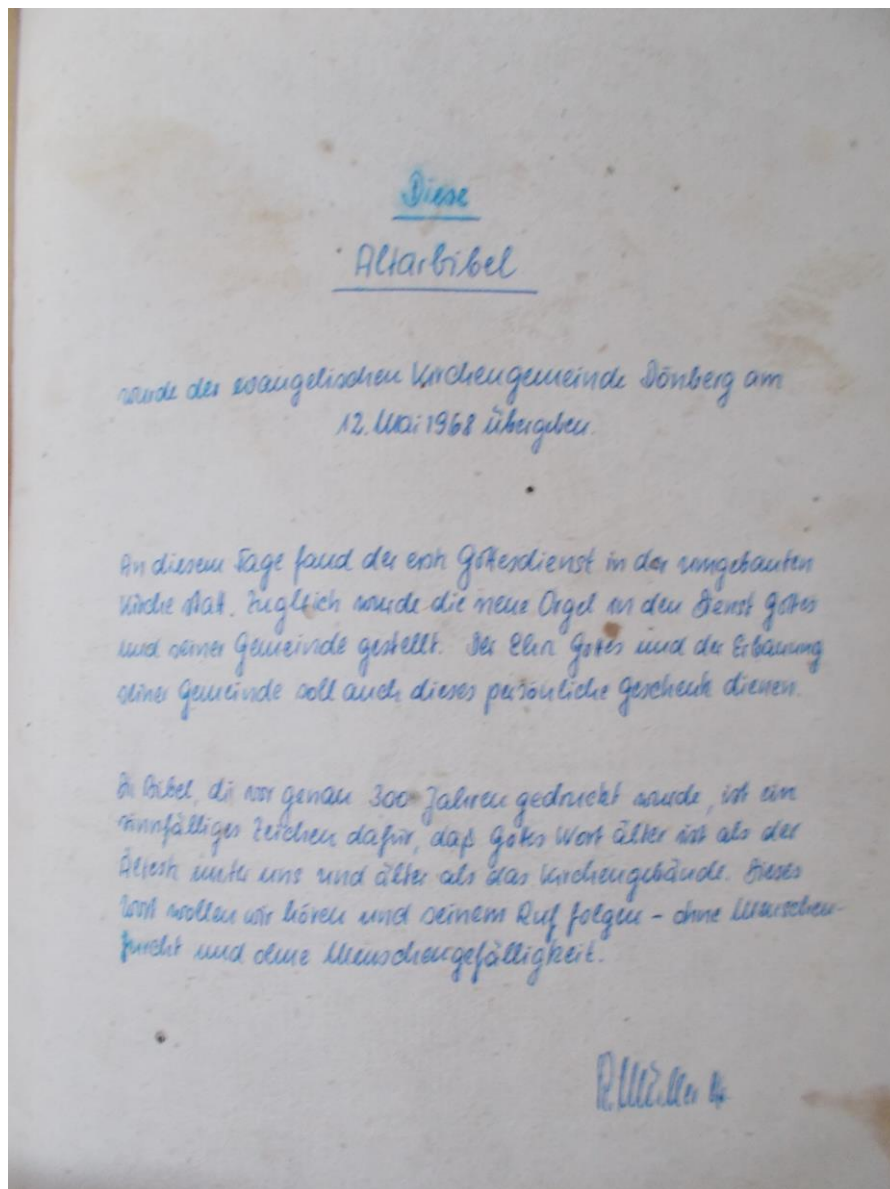 Diese
Altarbibel
wurde der evangelischen Kirchengemeinde Dönberg am
12. Mai 1968 übergeben.
An diesem Tage fand der erste Gottesdienst in der umgebauten
Kirche statt. Zugleich wurde die neue Orgel in den Dienst Gottes
und seiner Gemeinde gestellt. Der Ehre Gottes und der Erbauung
seiner Gemeinde soll auch dieses persönliche Geschenk dienen.
Die Bibel, die vor genau 300 Jahren gedruckt wurde, ist ein
sinnfälliges Zeichen dafür, daß Gottes Wort älter ist als der
Älteste unter uns und älter als das Kirchengebäude. Dieses
Wort wollen wir hören und seinem Ruf folgen - ohne Menschen-
furcht und ohne Menschengefälligkeit.
R. Müller